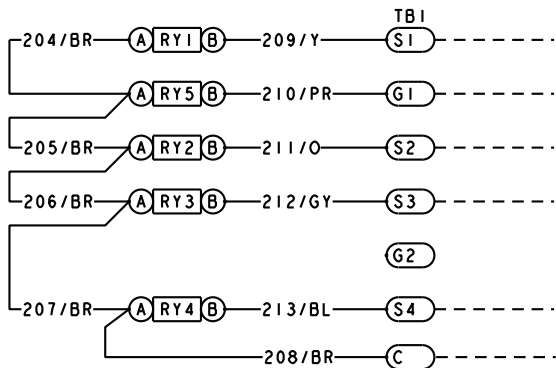 TB1
204/BR A RY1 B 209/Y S1
A RY5 B 210/PR G1
205/BR A RY2 B 211/O S2
206/BR A RY3 B 212/GY S3
G2
207/BR A RY4 B 213/BL S4
208/BR C